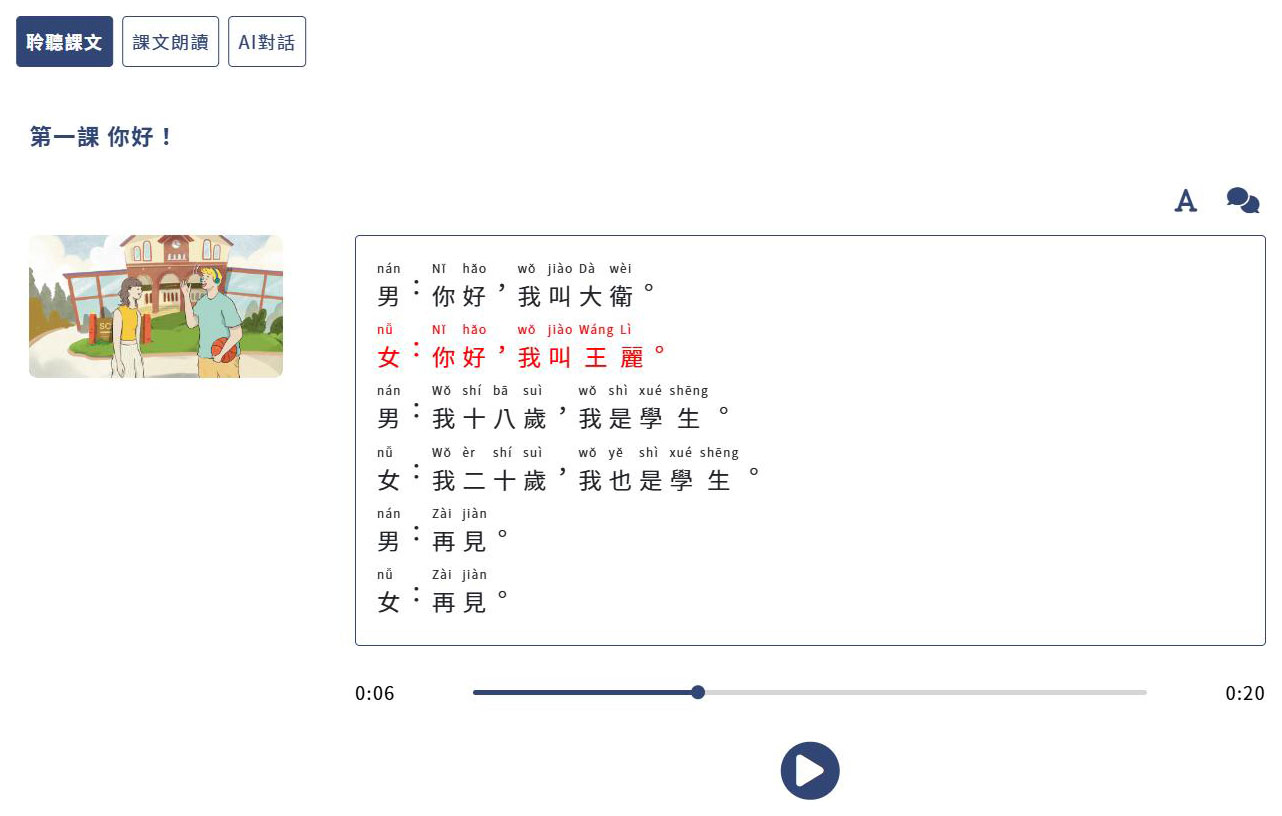 聆聽課文 課文朗讀 AI對話
第一課 你好！
A
nán Nǐ hǎo wǒ jiào Dà wèi
男：你好，我叫大衛。
nǚ Nǐ hǎo wǒ jiào Wáng Lì
女：你好，我叫王麗。
nán Wǒ shí bā suì wǒ shì xué shēng
男：我十八歲，我是學生。
nǚ Wǒ èr shí suì wǒ yě shì xué shēng
女：我二十歲，我也是學生。
nán Zài jiàn
男：再見。
nǚ Zài jiàn
女：再見。
0:06 0:20